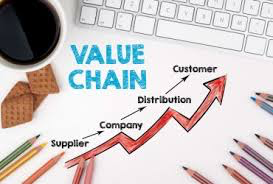 VALUE
CHAIN
Customer
Distribution
Company
Supplier